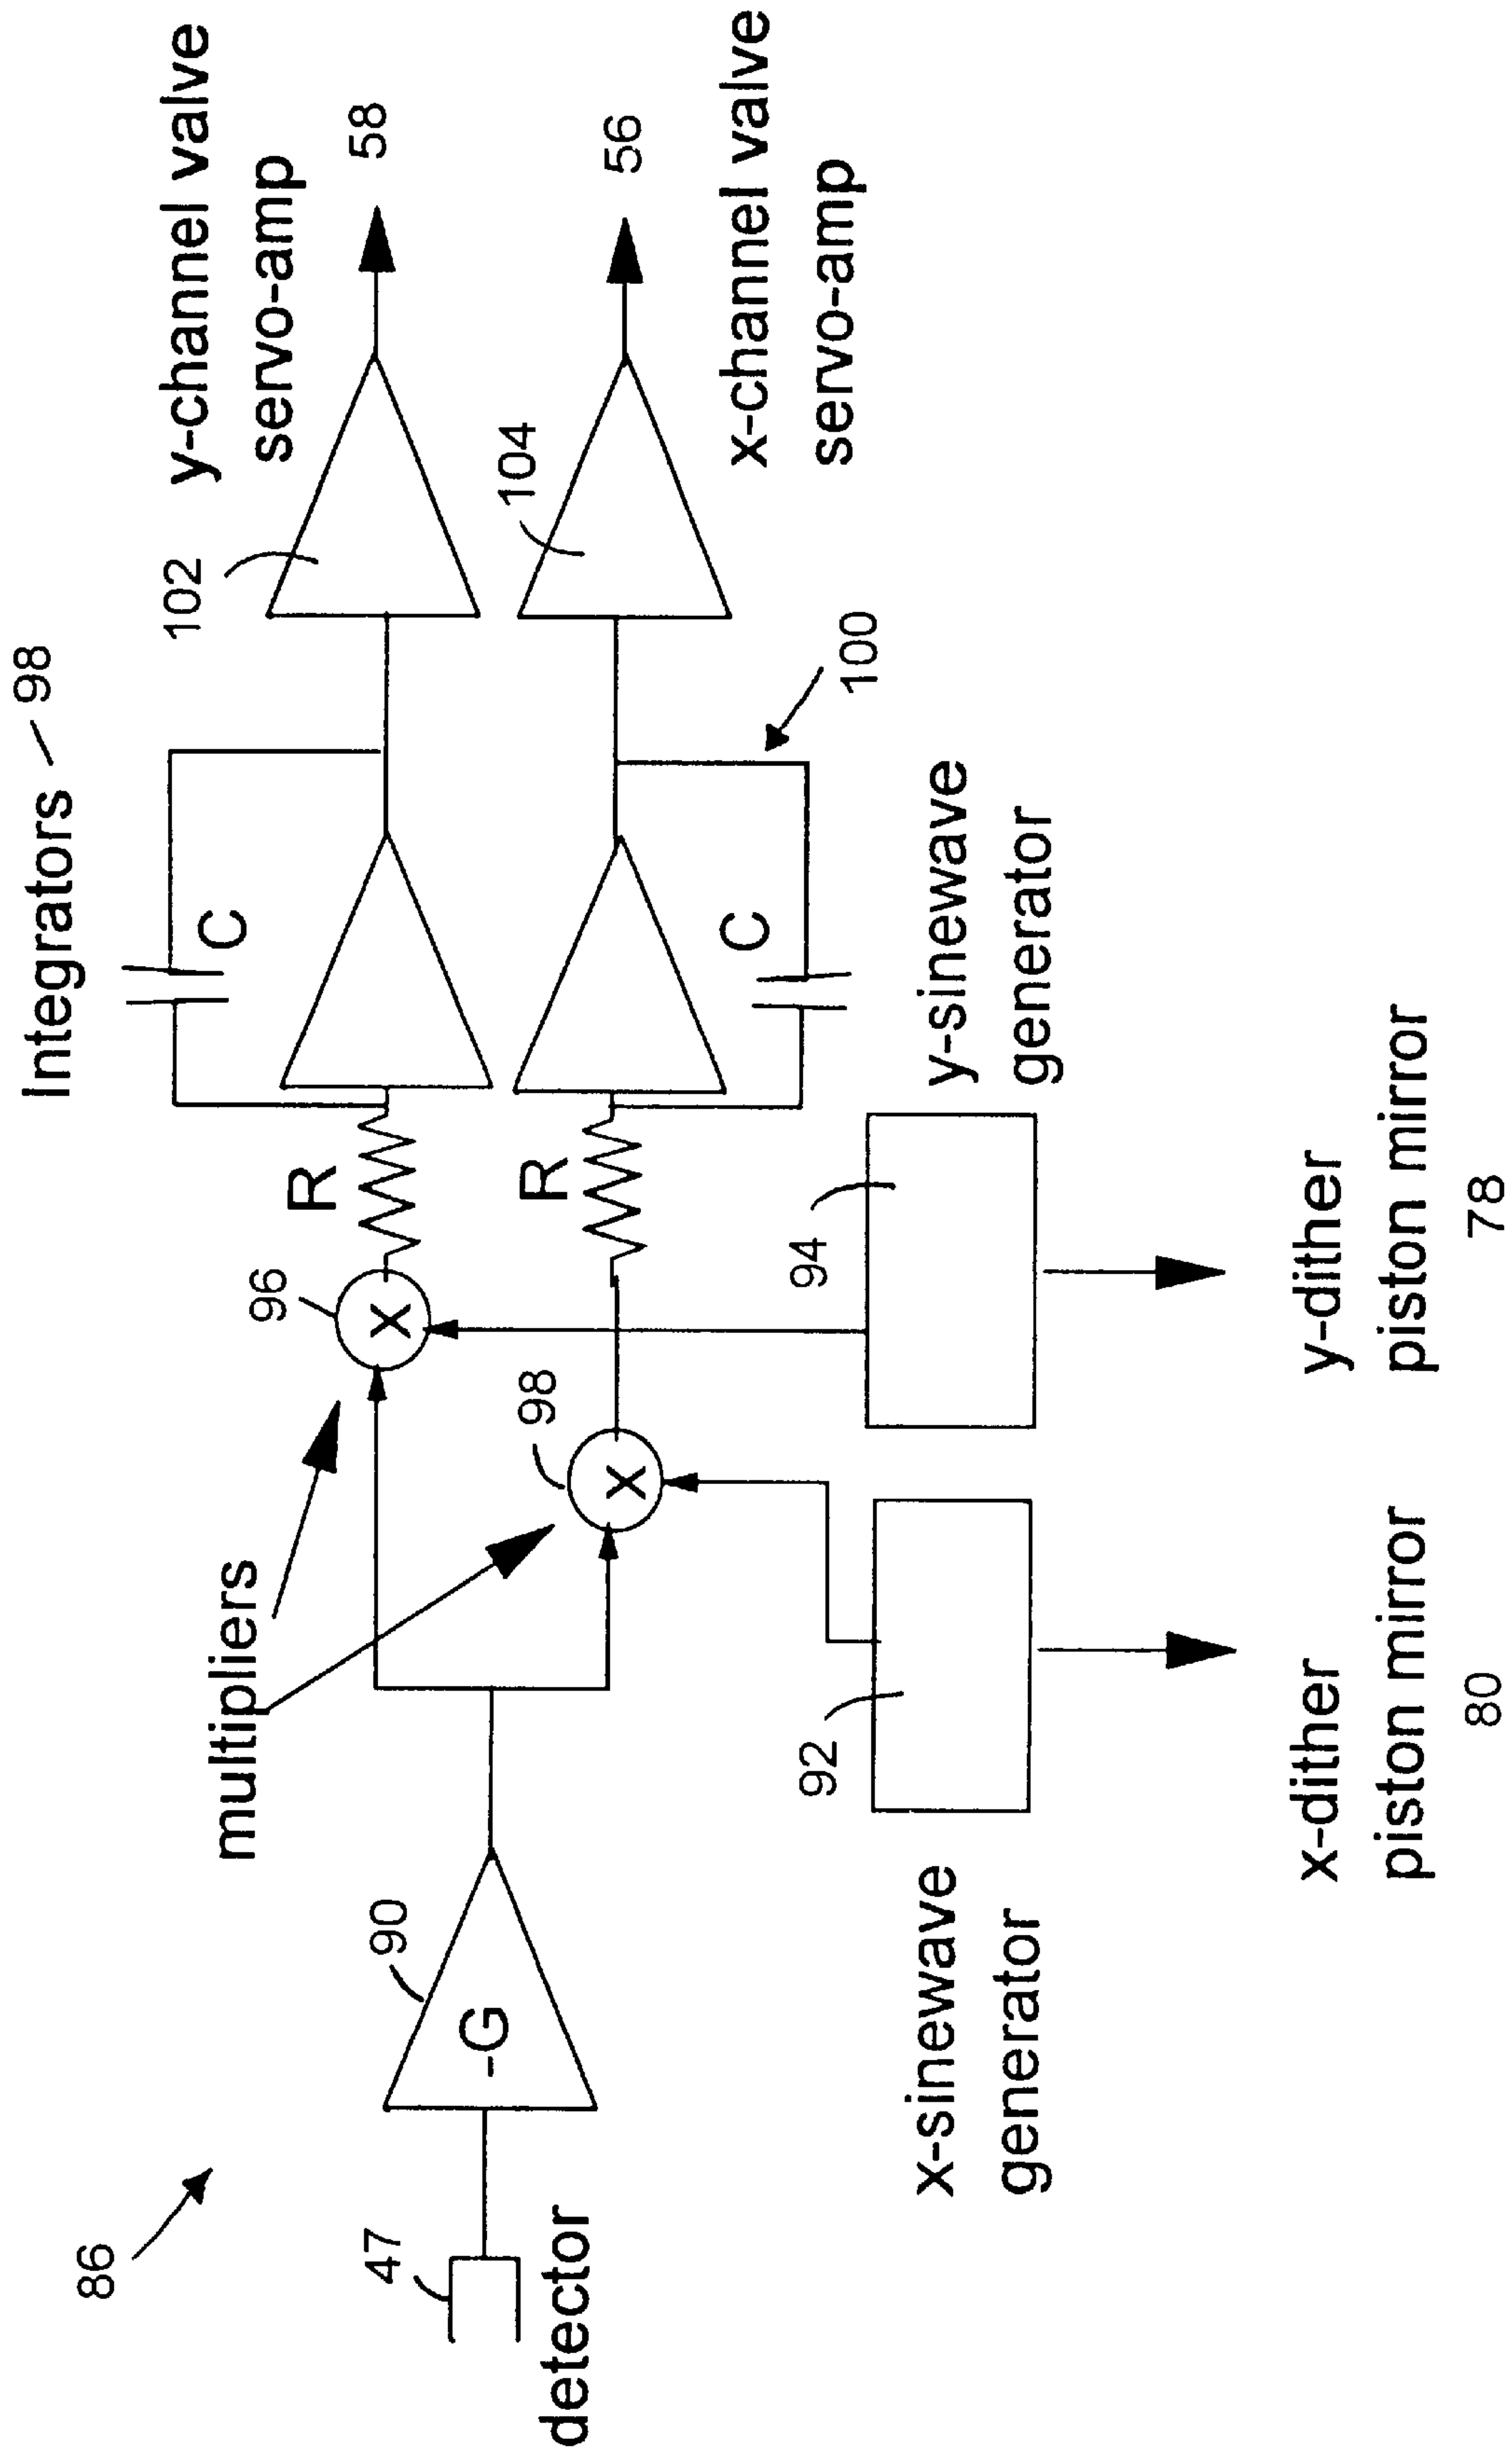 86
47
detector
-G
90
multipliers
96
X
98
X
R
R
Integrators
98
C
C
100
102
104
y-channel valve
servo-amp
58
56
x-channel valve
servo-amp
x-sinewave
generator
92
94
y-sinewave
generator
x-dither
piston mirror
80
y-dither
piston mirror
78